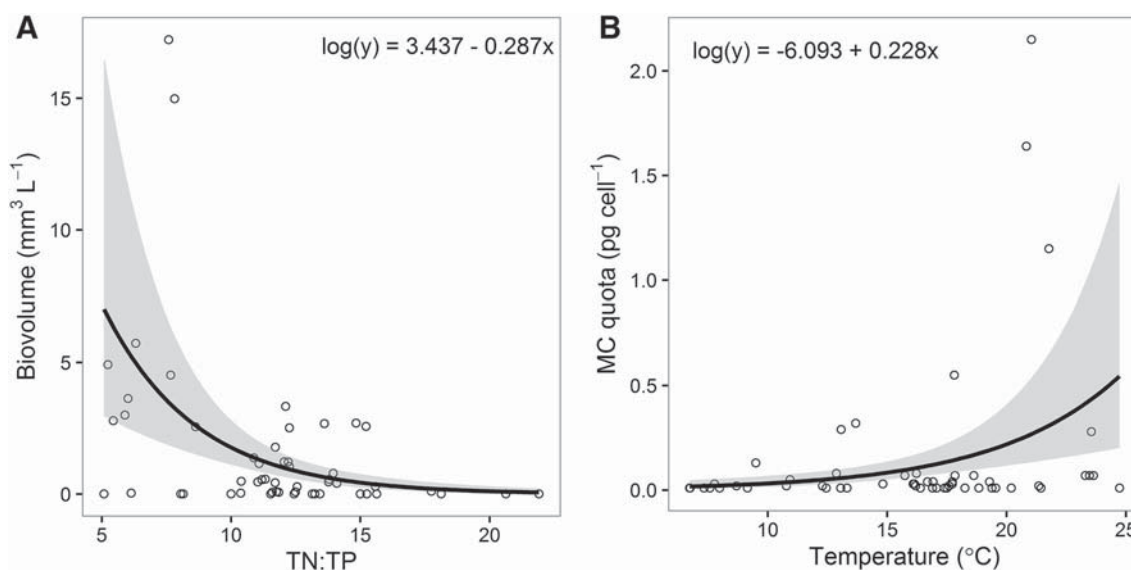 A
log(y) = 3.437 - 0.287x
Biovolume (mm³ L⁻¹)
15
10
5
0
5
10
15
20
TN:TP
B
log(y) = -6.093 + 0.228x
MC quota (pg cell⁻¹)
2.0
1.5
1.0
0.5
0.0
10
15
20
25
Temperature (°C)